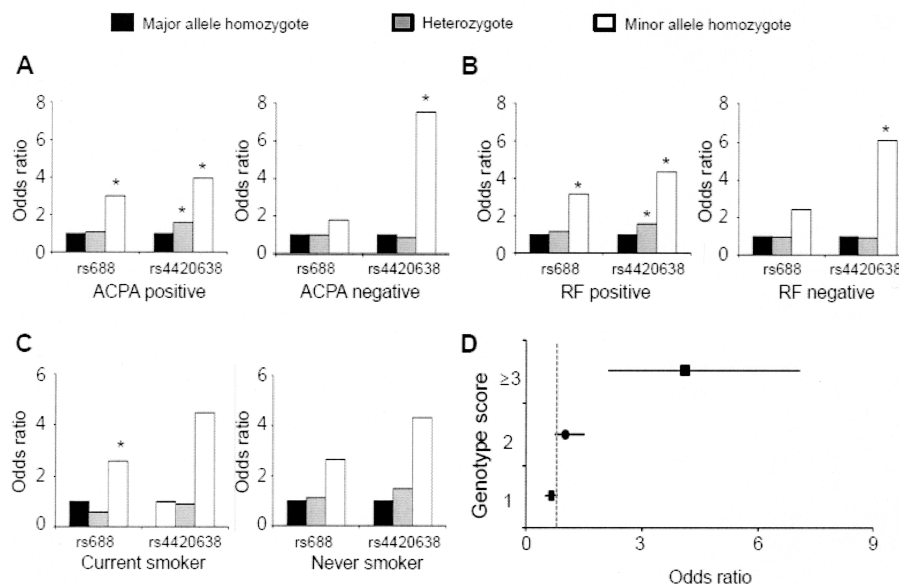 Major allele homozygote Heterozygote Minor allele homozygote
A
Odds ratio
8
6
4
2
0
*
*
*
rs688 rs4420638
ACPA positive
Odds ratio
8
6
4
2
0
*
rs688 rs4420638
ACPA negative
B
Odds ratio
8
6
4
2
0
*
*
*
rs688 rs4420638
RF positive
Odds ratio
8
6
4
2
0
*
rs688 rs4420638
RF negative
C
Odds ratio
6
4
2
0
*
rs688 rs4420638
Current smoker
Odds ratio
6
4
2
0
rs688 rs4420638
Never smoker
D
Genotype score
≥3
2
1
0 3 6 9
Odds ratio